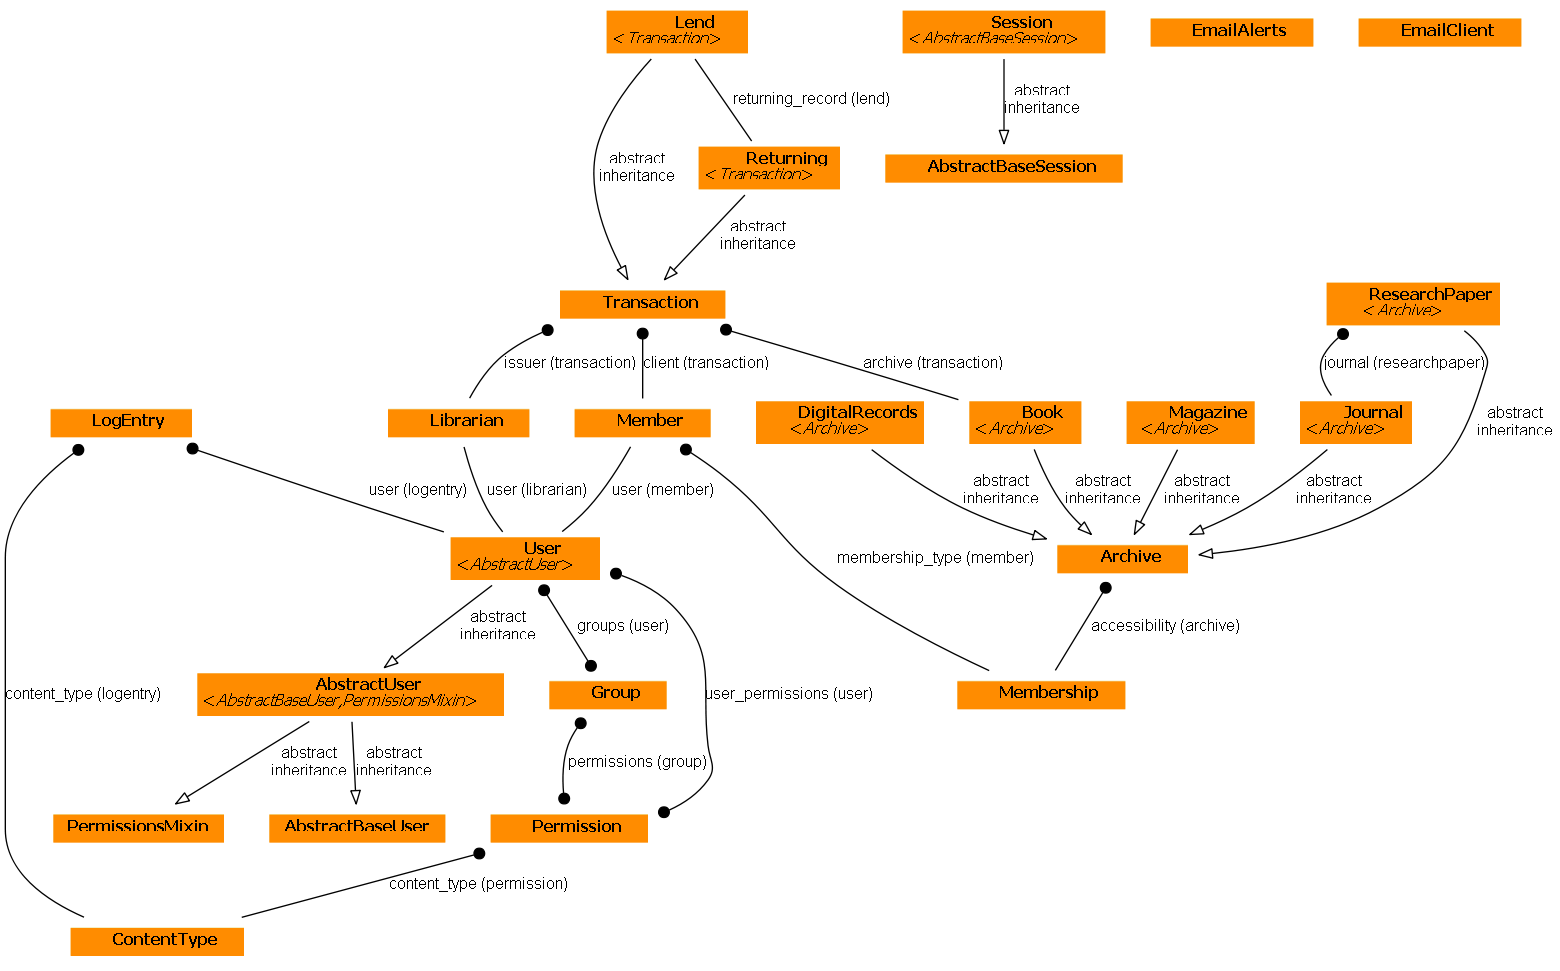 Lend
<Transaction>
Session
<AbstractBaseSession>
EmailAlerts
EmailClient
returning_record (lend)
abstract
inheritance
abstract
inheritance
Returning
<Transaction>
AbstractBaseSession
abstract
inheritance
Transaction
ResearchPaper
<Archive>
issuer (transaction)
client (transaction)
archive (transaction)
journal (researchpaper)
LogEntry
Librarian
Member
DigitalRecords
<Archive>
Book
<Archive>
Magazine
<Archive>
Journal
<Archive>
abstract
inheritance
user (logentry)
user (librarian)
user (member)
abstract
inheritance
abstract
inheritance
abstract
inheritance
abstract
inheritance
User
<AbstractUser>
membership_type (member)
Archive
abstract
inheritance
groups (user)
accessibility (archive)
content_type (logentry)
AbstractUser
<AbstractBaseUser,PermissionsMixin>
Group
user_permissions (user)
Membership
abstract
inheritance
abstract
inheritance
permissions (group)
PermissionsMixin
AbstractBaseUser
Permission
content_type (permission)
ContentType